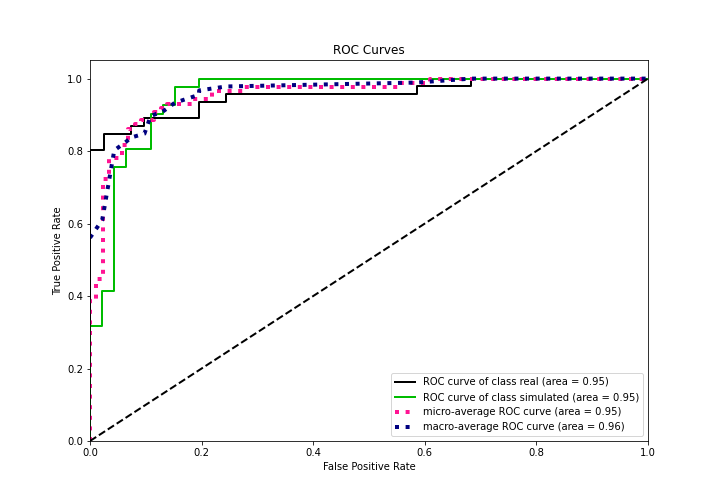 ROC Curves
True Positive Rate
1.0
0.8
0.6
0.4
0.2
0.0
0.0 0.2 0.4 0.6 0.8 1.0
False Positive Rate
ROC curve of class real (area = 0.95)
ROC curve of class simulated (area = 0.95)
micro-average ROC curve (area = 0.95)
macro-average ROC curve (area = 0.96)